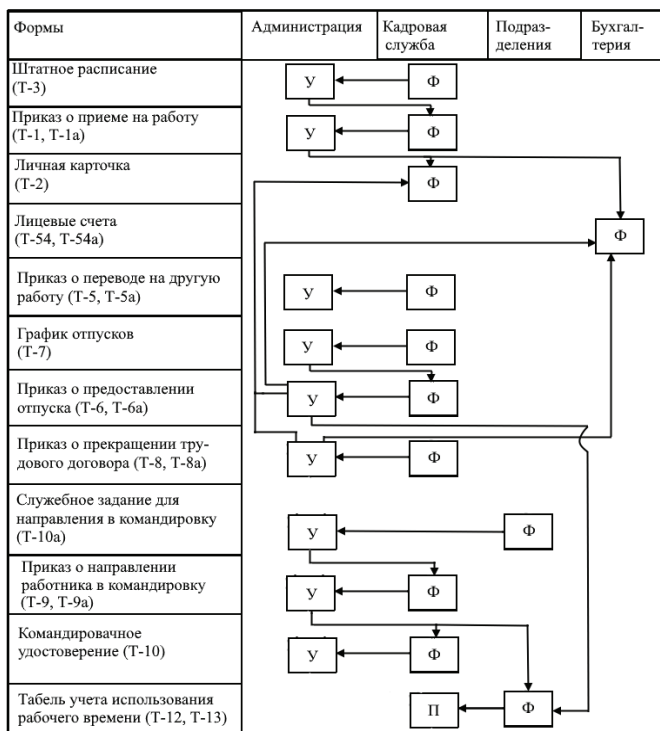 Формы
Администрация
Кадровая
служба
Подраз-
деления
Бухгал-
терия
Штатное расписание
(Т-3)
У
Ф
Приказ о приеме на работу
(Т-1, Т-1а)
У
Ф
Личная карточка
(Т-2)
Ф
Лицевые счета
(Т-54, Т-54а)
Ф
Приказ о переводе на другую
работу (Т-5, Т-5а)
У
Ф
График отпусков
(Т-7)
У
Ф
Приказ о предоставлении
отпуска (Т-6, Т-6а)
У
Ф
Приказ о прекращении тру-
дового договора (Т-8, Т-8а)
У
Ф
Служебное задание для
направления в командировку
(Т-10а)
У
Ф
Приказ о направлении
работника в командировку
(Т-9, Т-9а)
У
Ф
Командировачное
удостоверение (Т-10)
У
Ф
Табель учета использования
рабочего времени (Т-12, Т-13)
П
Ф